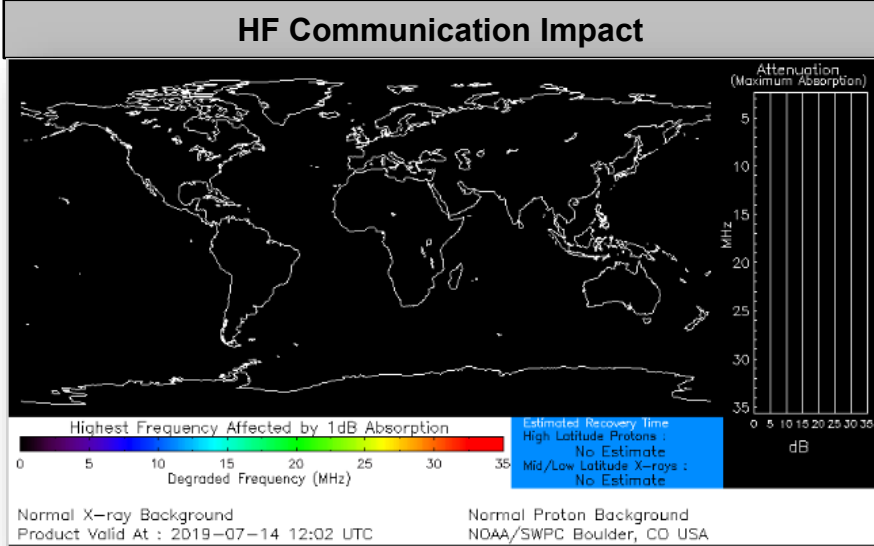 HF Communication Impact
Attenuation
(Maximum Absorption)
5
10
15
MHz
20
25
30
35
0 5 10 15 20 25 30 35
dB
Highest Frequency Affected by 1dB Absorption
0 5 10 15 20 25 30 35
Degraded Frequency (MHz)
Estimated Recovery Time
High Latitude Protons :
No Estimate
Mid/Low Latitude X-rays :
No Estimate
Normal X-ray Background
Product Valid At : 2019-07-14 12:02 UTC
Normal Proton Background
NOAA/SWPC Boulder, CO USA